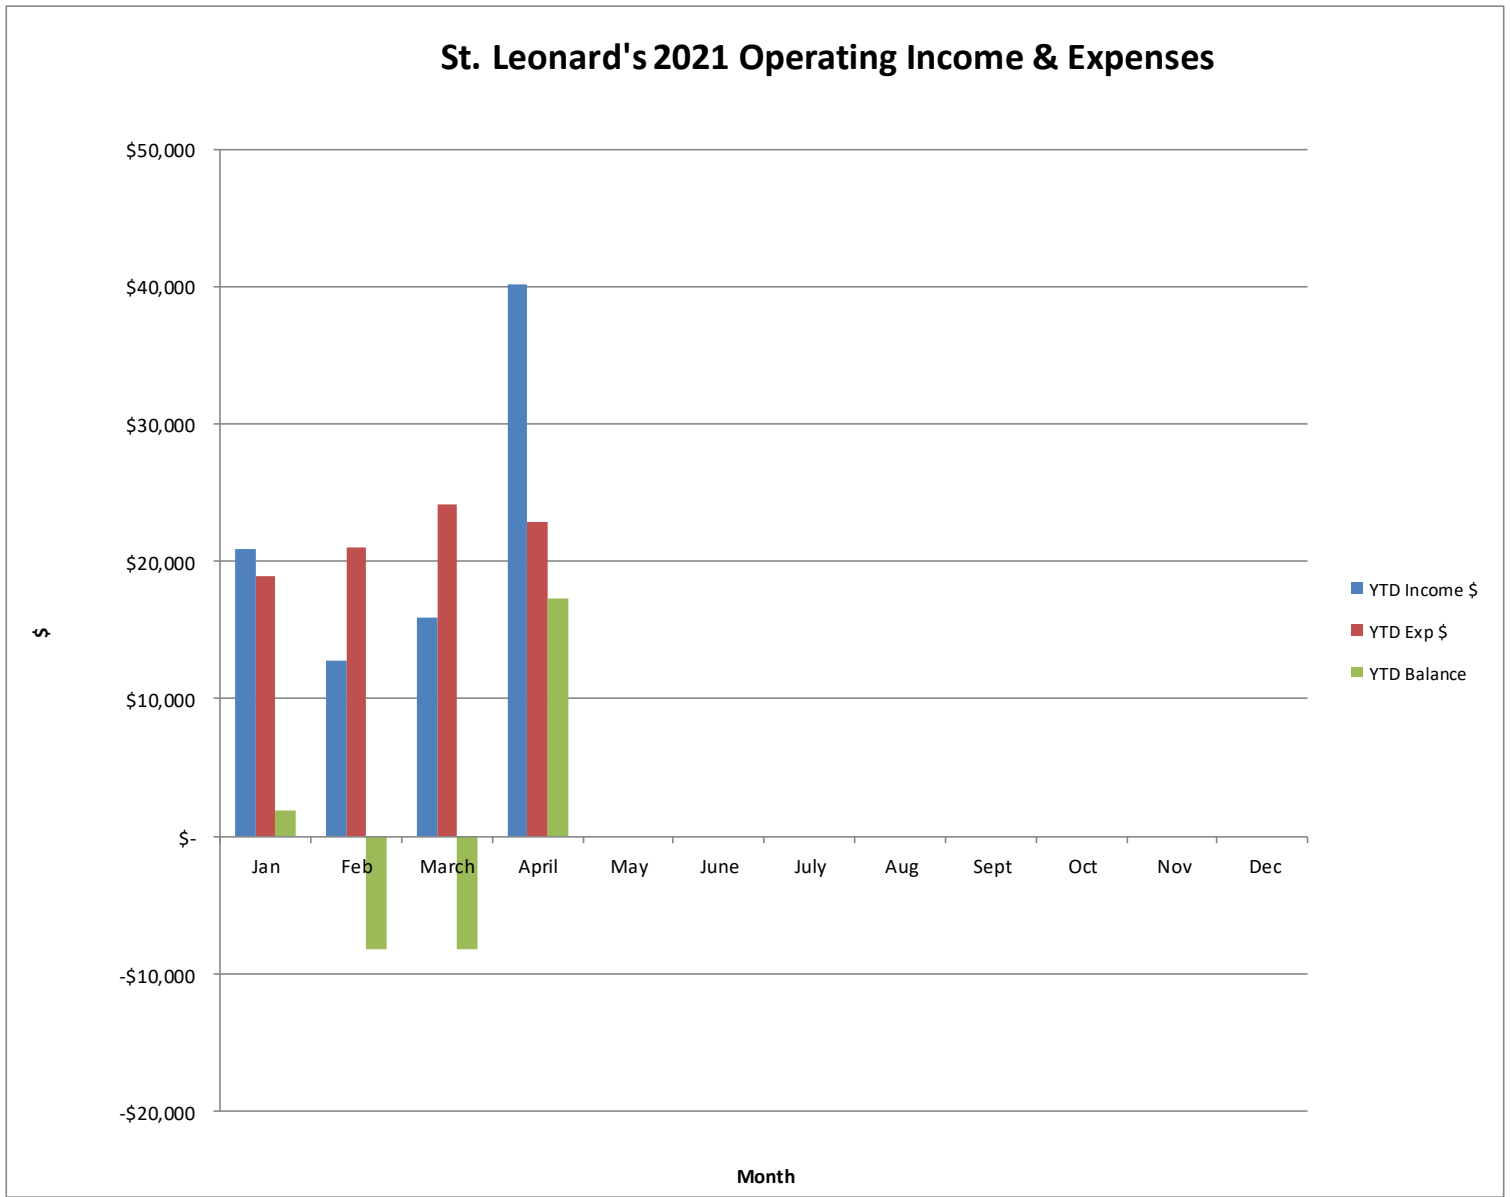 St. Leonard's 2021 Operating Income & Expenses
$50,000
$40,000
$30,000
$20,000
$10,000
$-
-$10,000
-$20,000
$
Jan Feb March April May June July Aug Sept Oct Nov Dec
Month
YTD Income $
YTD Exp $
YTD Balance